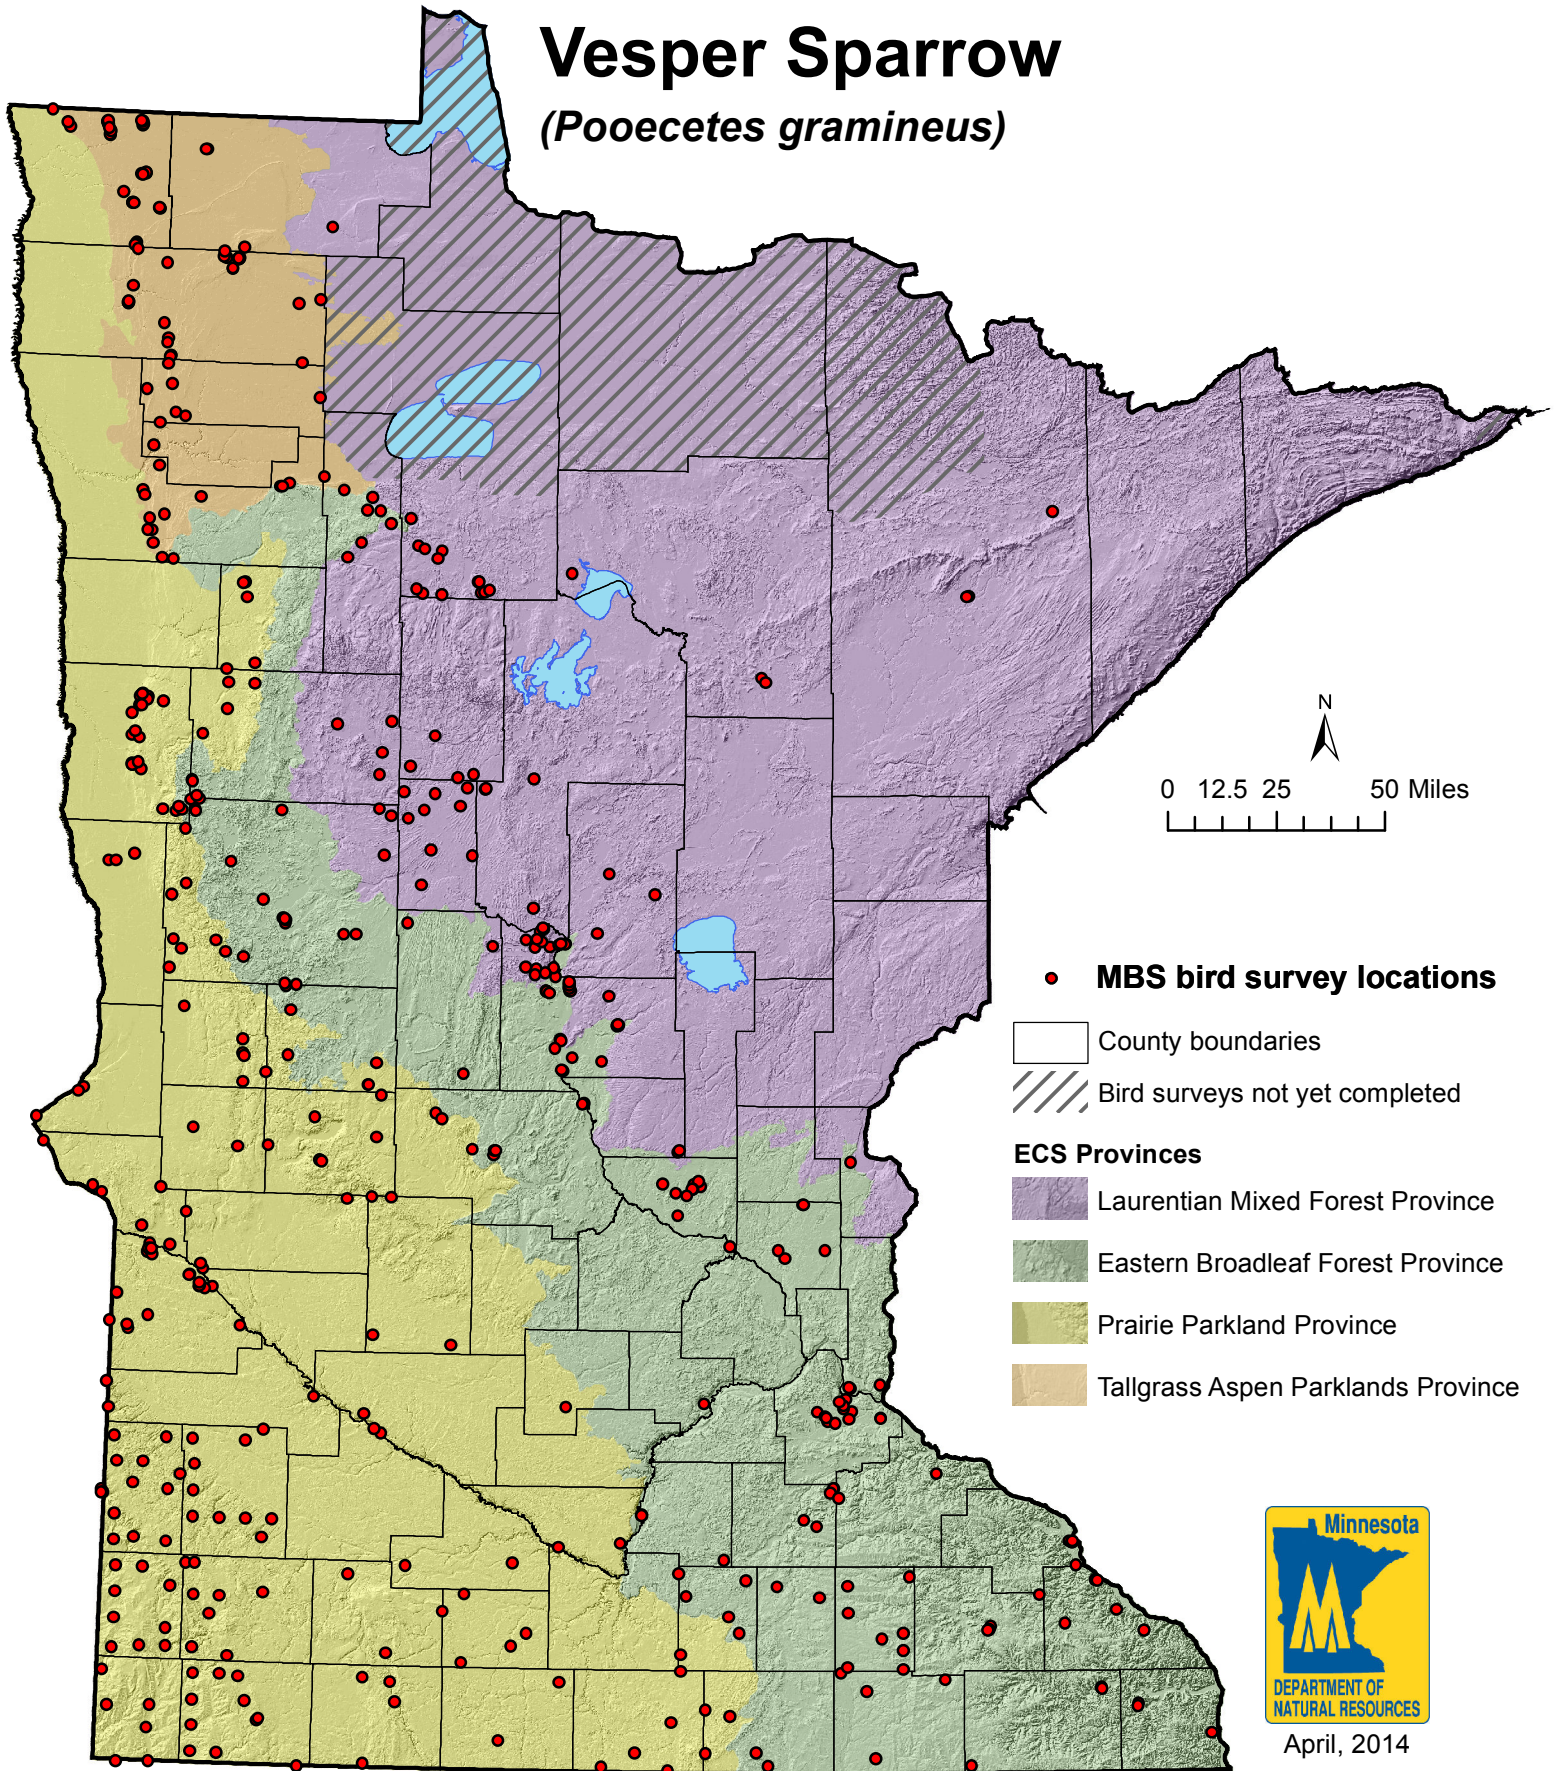 Vesper Sparrow
(Pooecetes gramineus)
N
0 12.5 25 50 Miles
MBS bird survey locations
County boundaries
Bird surveys not yet completed
ECS Provinces
Laurentian Mixed Forest Province
Eastern Broadleaf Forest Province
Prairie Parkland Province
Tallgrass Aspen Parklands Province
Minnesota
DEPARTMENT OF
NATURAL RESOURCES
April, 2014